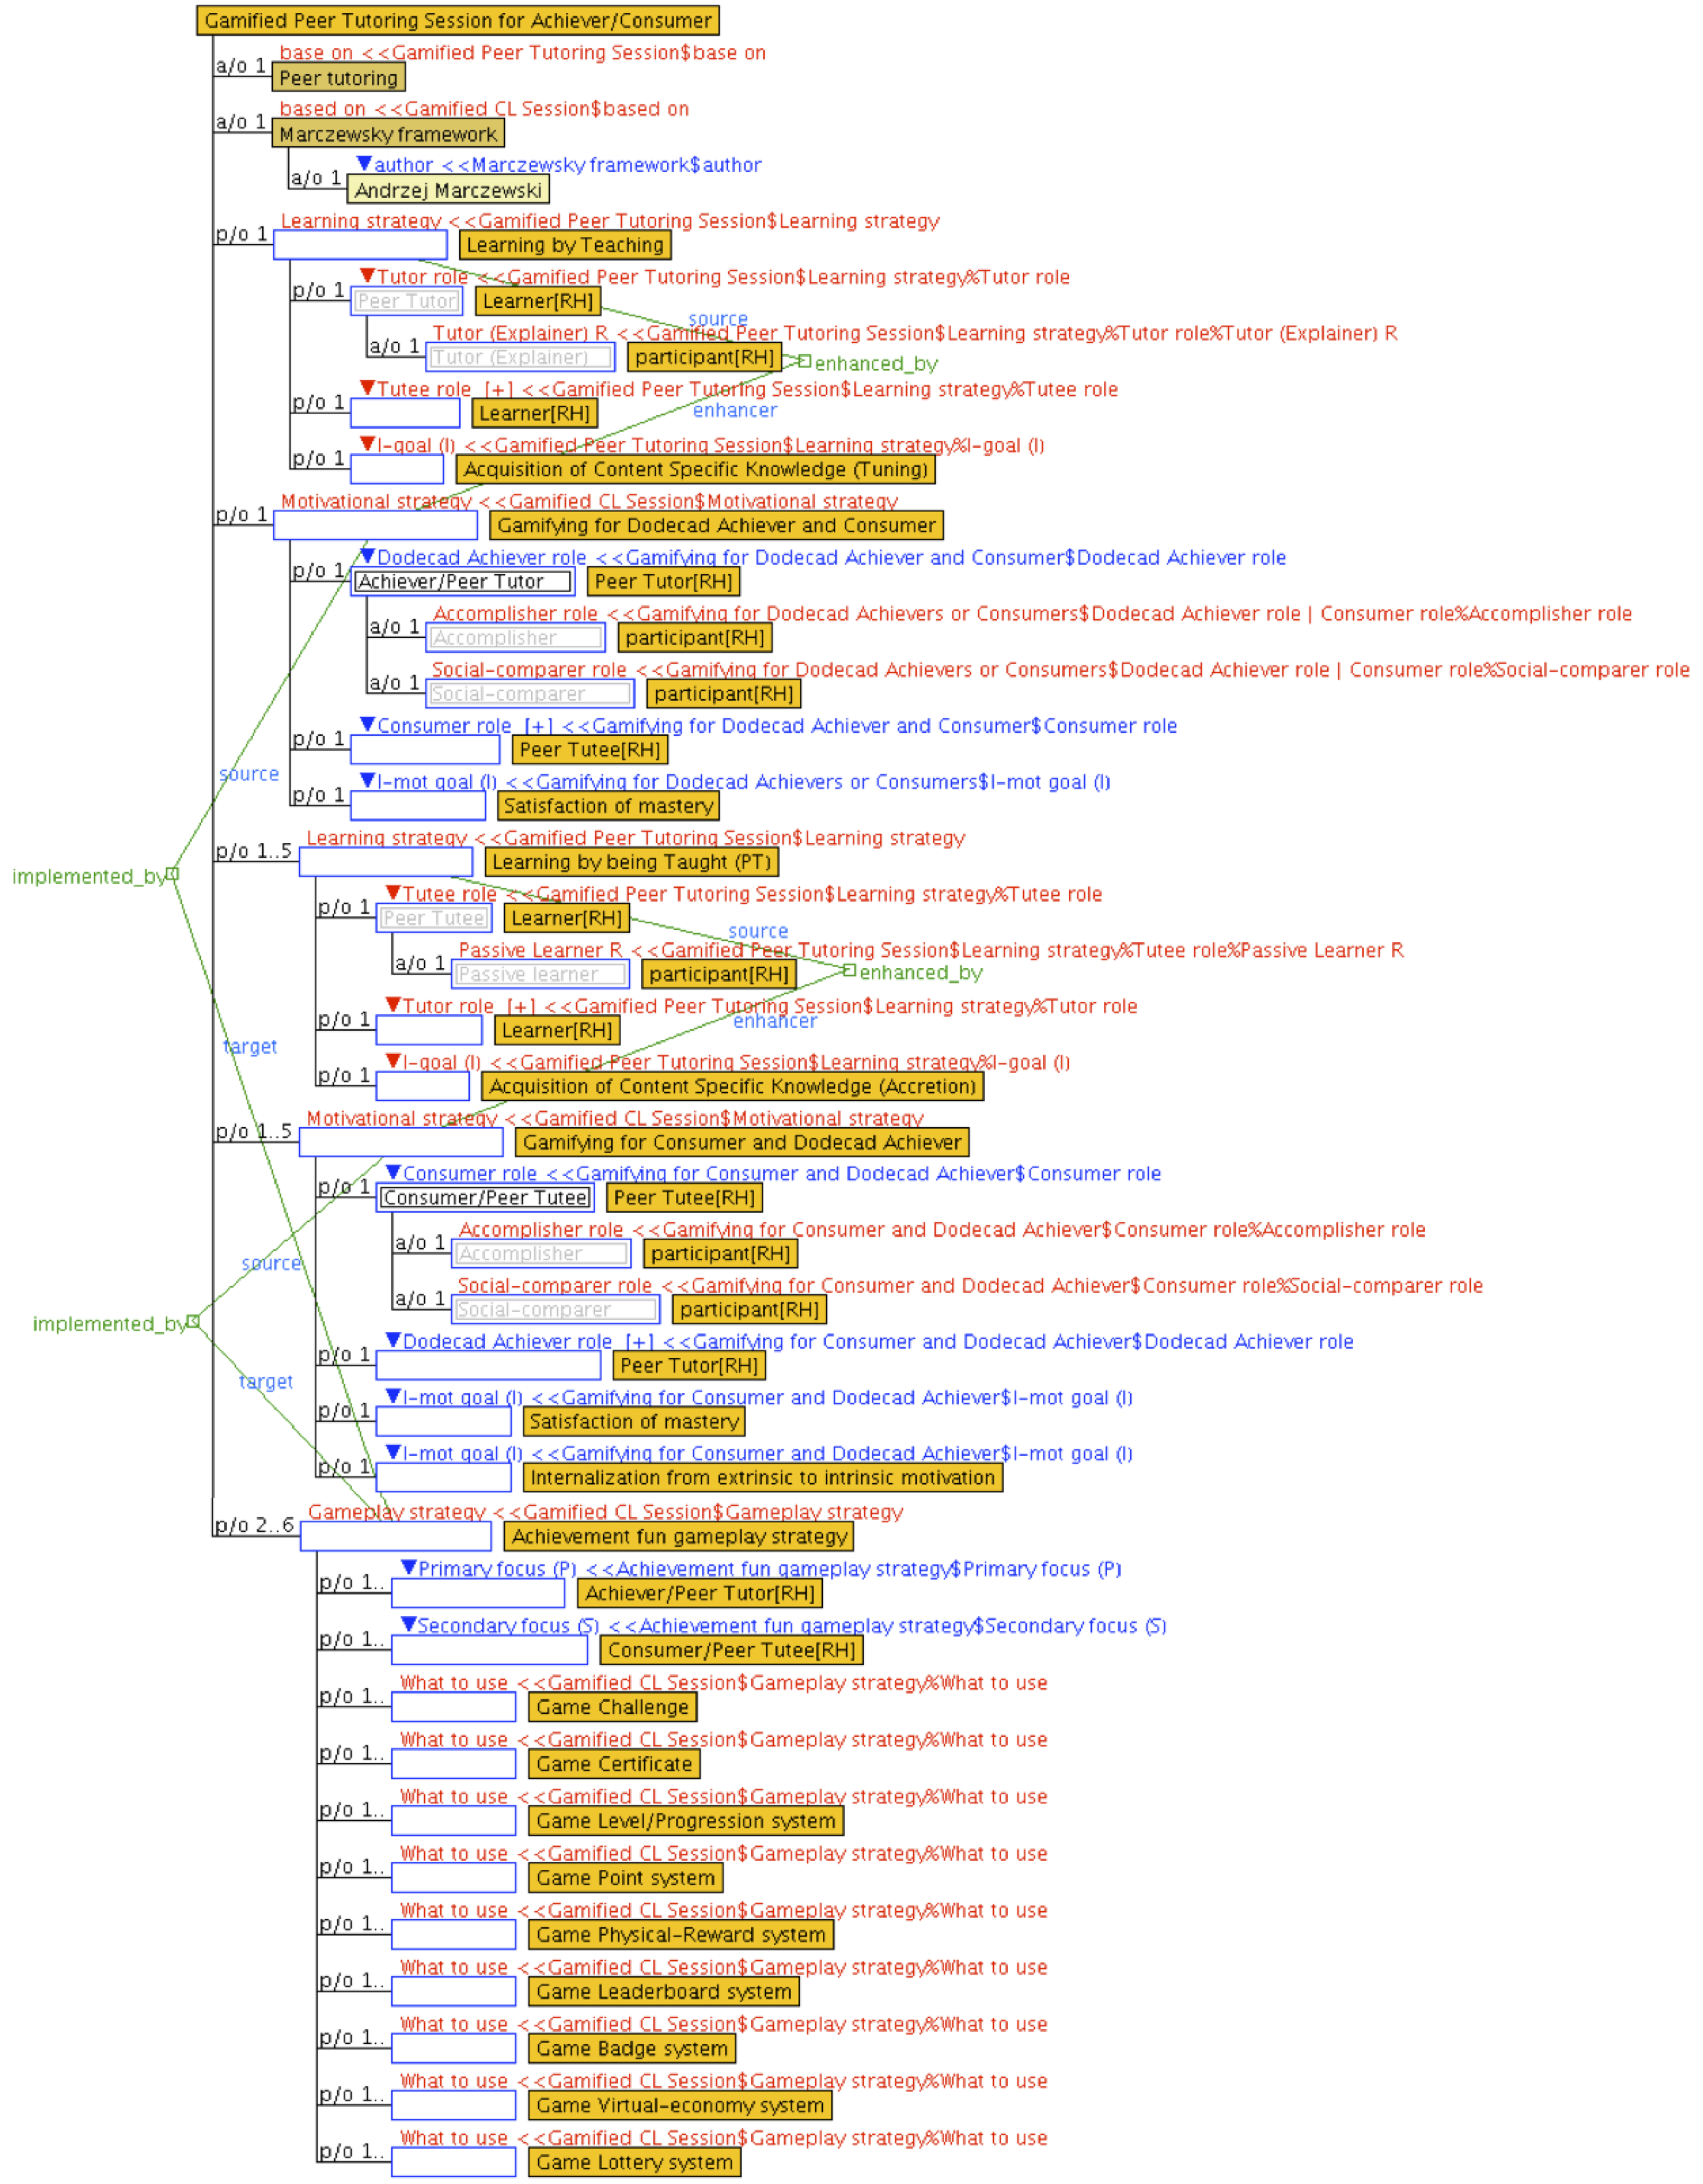 Gamified Peer Tutoring Session for Achiever/Consumer
base on <<Gamified Peer Tutoring Session$base on
a/o 1 Peer tutoring
based on <<Gamified CL Session$based on
a/o 1 Marczewsky framework
▼author <<Marczewsky framework$author
a/o 1 Andrzej Marczewski
Learning strategy <<Gamified Peer Tutoring Session$Learning strategy
p/o 1 Learning by Teaching
▼Tutor role <<Gamified Peer Tutoring Session$Learning strategy%Tutor role
p/o 1 Peer Tutor Learner[RH]
source
Tutor (Explainer) R <<Gamified Peer Tutoring Session$Learning strategy%Tutor role%Tutor (Explainer) R
a/o 1 Tutor (Explainer) participant[RH] enhanced_by
▼Tutee role [+] <<Gamified Peer Tutoring Session$Learning strategy%Tutee role
p/o 1 Learner[RH] enhancer
▼I-goal (I) <<Gamified Peer Tutoring Session$Learning strategy%I-goal (I)
p/o 1 Acquisition of Content Specific Knowledge (Tuning)
Motivational strategy <<Gamified CL Session$Motivational strategy
p/o 1 Gamifying for Dodecad Achiever and Consumer
▼Dodecad Achiever role <<Gamifying for Dodecad Achiever and Consumer$Dodecad Achiever role
p/o 1 Achiever/Peer Tutor Peer Tutor[RH]
Accomplisher role <<Gamifying for Dodecad Achievers or Consumers$Dodecad Achiever role | Consumer role%Accomplisher role
a/o 1 Accomplisher participant[RH]
Social-comparer role <<Gamifying for Dodecad Achievers or Consumers$Dodecad Achiever role | Consumer role%Social-comparer role
a/o 1 Social-comparer participant[RH]
▼Consumer role [+] <<Gamifying for Dodecad Achiever and Consumer$Consumer role
p/o 1 Peer Tutee[RH]
source
▼I-mot goal (I) <<Gamifying for Dodecad Achievers or Consumers$I-mot goal (I)
p/o 1 Satisfaction of mastery
Learning strategy <<Gamified Peer Tutoring Session$Learning strategy
p/o 1..5 Learning by being Taught (PT)
implemented_by
▼Tutee role <<Gamified Peer Tutoring Session$Learning strategy%Tutee role
p/o 1 Peer Tutee Learner[RH]
source
Passive Learner R <<Gamified Peer Tutoring Session$Learning strategy%Tutee role%Passive Learner R
a/o 1 Passive learner participant[RH] enhanced_by
▼Tutor role [+] <<Gamified Peer Tutoring Session$Learning strategy%Tutor role
p/o 1 Learner[RH] enhancer
target
▼I-goal (I) <<Gamified Peer Tutoring Session$Learning strategy%I-goal (I)
p/o 1 Acquisition of Content Specific Knowledge (Accretion)
Motivational strategy <<Gamified CL Session$Motivational strategy
p/o 1..5 Gamifying for Consumer and Dodecad Achiever
▼Consumer role <<Gamifying for Consumer and Dodecad Achiever$Consumer role
p/o 1 Consumer/Peer Tutee Peer Tutee[RH]
Accomplisher role <<Gamifying for Consumer and Dodecad Achiever$Consumer role%Accomplisher role
a/o 1 Accomplisher participant[RH]
source
Social-comparer role <<Gamifying for Consumer and Dodecad Achiever$Consumer role%Social-comparer role
a/o 1 Social-comparer participant[RH]
implemented_by
▼Dodecad Achiever role [+] <<Gamifying for Consumer and Dodecad Achiever$Dodecad Achiever role
p/o 1 Peer Tutor[RH]
target
▼I-mot goal (I) <<Gamifying for Consumer and Dodecad Achiever$I-mot goal (I)
p/o 1 Satisfaction of mastery
▼I-mot goal (I) <<Gamifying for Consumer and Dodecad Achiever$I-mot goal (I)
p/o 1 Internalization from extrinsic to intrinsic motivation
Gameplay strategy <<Gamified CL Session$Gameplay strategy
p/o 2..6 Achievement fun gameplay strategy
▼Primary focus (P) <<Achievement fun gameplay strategy$Primary focus (P)
p/o 1.. Achiever/Peer Tutor[RH]
▼Secondary focus (S) <<Achievement fun gameplay strategy$Secondary focus (S)
p/o 1.. Consumer/Peer Tutee[RH]
What to use <<Gamified CL Session$Gameplay strategy%What to use
p/o 1.. Game Challenge
What to use <<Gamified CL Session$Gameplay strategy%What to use
p/o 1.. Game Certificate
What to use <<Gamified CL Session$Gameplay strategy%What to use
p/o 1.. Game Level/Progression system
What to use <<Gamified CL Session$Gameplay strategy%What to use
p/o 1.. Game Point system
What to use <<Gamified CL Session$Gameplay strategy%What to use
p/o 1.. Game Physical-Reward system
What to use <<Gamified CL Session$Gameplay strategy%What to use
p/o 1.. Game Leaderboard system
What to use <<Gamified CL Session$Gameplay strategy%What to use
p/o 1.. Game Badge system
What to use <<Gamified CL Session$Gameplay strategy%What to use
p/o 1.. Game Virtual-economy system
What to use <<Gamified CL Session$Gameplay strategy%What to use
p/o 1.. Game Lottery system